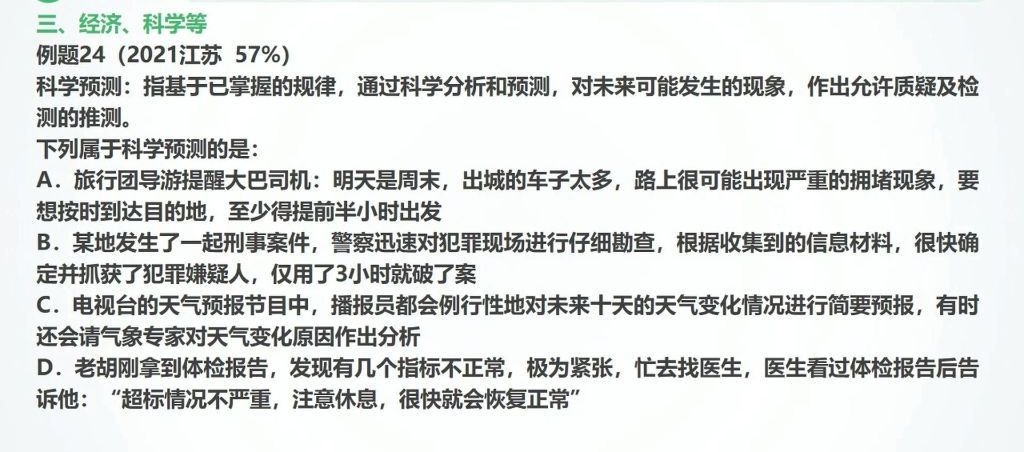 三、经济、科学等
例题24（2021江苏 57%）
科学预测：指基于已掌握的规律，通过科学分析和预测，对未来可能发生的现象，作出允许质疑及检
测的推测。
下列属于科学预测的是：
A．旅行团导游提醒大巴司机：明天是周末，出城的车子太多，路上很可能出现严重的拥堵现象，要
想按时到达目的地，至少得提前半小时出发
B．某地发生了一起刑事案件，警察迅速对犯罪现场进行仔细勘查，根据收集到的信息材料，很快确
定并抓获了犯罪嫌疑人，仅用了3小时就破了案
C．电视台的天气预报节目中，播报员都会例行性地对未来十天的天气变化情况进行简要预报，有时
还会请气象专家对天气变化原因作出分析
D．老胡刚拿到体检报告，发现有几个指标不正常，极为紧张，忙去找医生，医生看过体检报告后告
诉他：“超标情况不严重，注意休息，很快就会恢复正常”